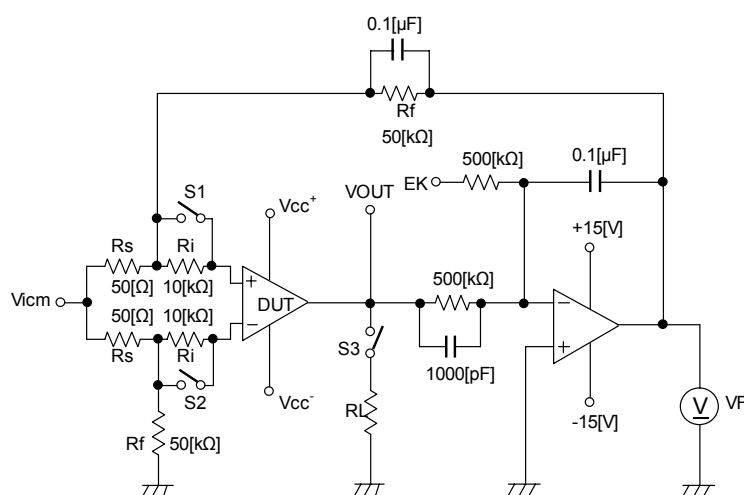 0.1[µF]
Rf
50[kΩ]
500[kΩ]
0.1[µF]
EK
VOUT
S1
Vcc+
+15[V]
Rs
Ri
50[Ω]
10[kΩ]
500[kΩ]
Vicm
+
DUT
−
50[Ω]
10[kΩ]
−
+
Rs
Ri
S3
1000[pF]
S2
Vcc-
RL
-15[V]
V
VF
Rf
50[kΩ]